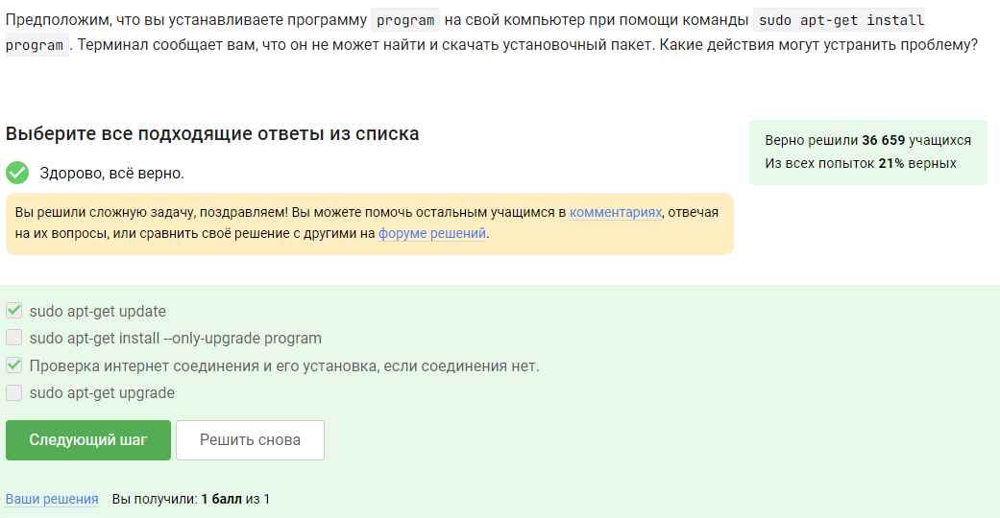 Предположим, что вы устанавливаете программу program на свой компьютер при помощи команды sudo apt-get install
program. Терминал сообщает вам, что он не может найти и скачать установочный пакет. Какие действия могут устранить проблему?
Выберите все подходящие ответы из списка
Здорово, всё верно.
Верно решили 36 659 учащихся
Из всех попыток 21% верных
Вы решили сложную задачу, поздравляем! Вы можете помочь остальным учащимся в комментариях, отвечая
на их вопросы, или сравнить своё решение с другими на форуме решений.
sudo apt-get update
sudo apt-get install --only-upgrade program
Проверка интернет соединения и его установка, если соединения нет.
sudo apt-get upgrade
Следующий шаг Решить снова
Ваши решения Вы получили: 1 балл из 1